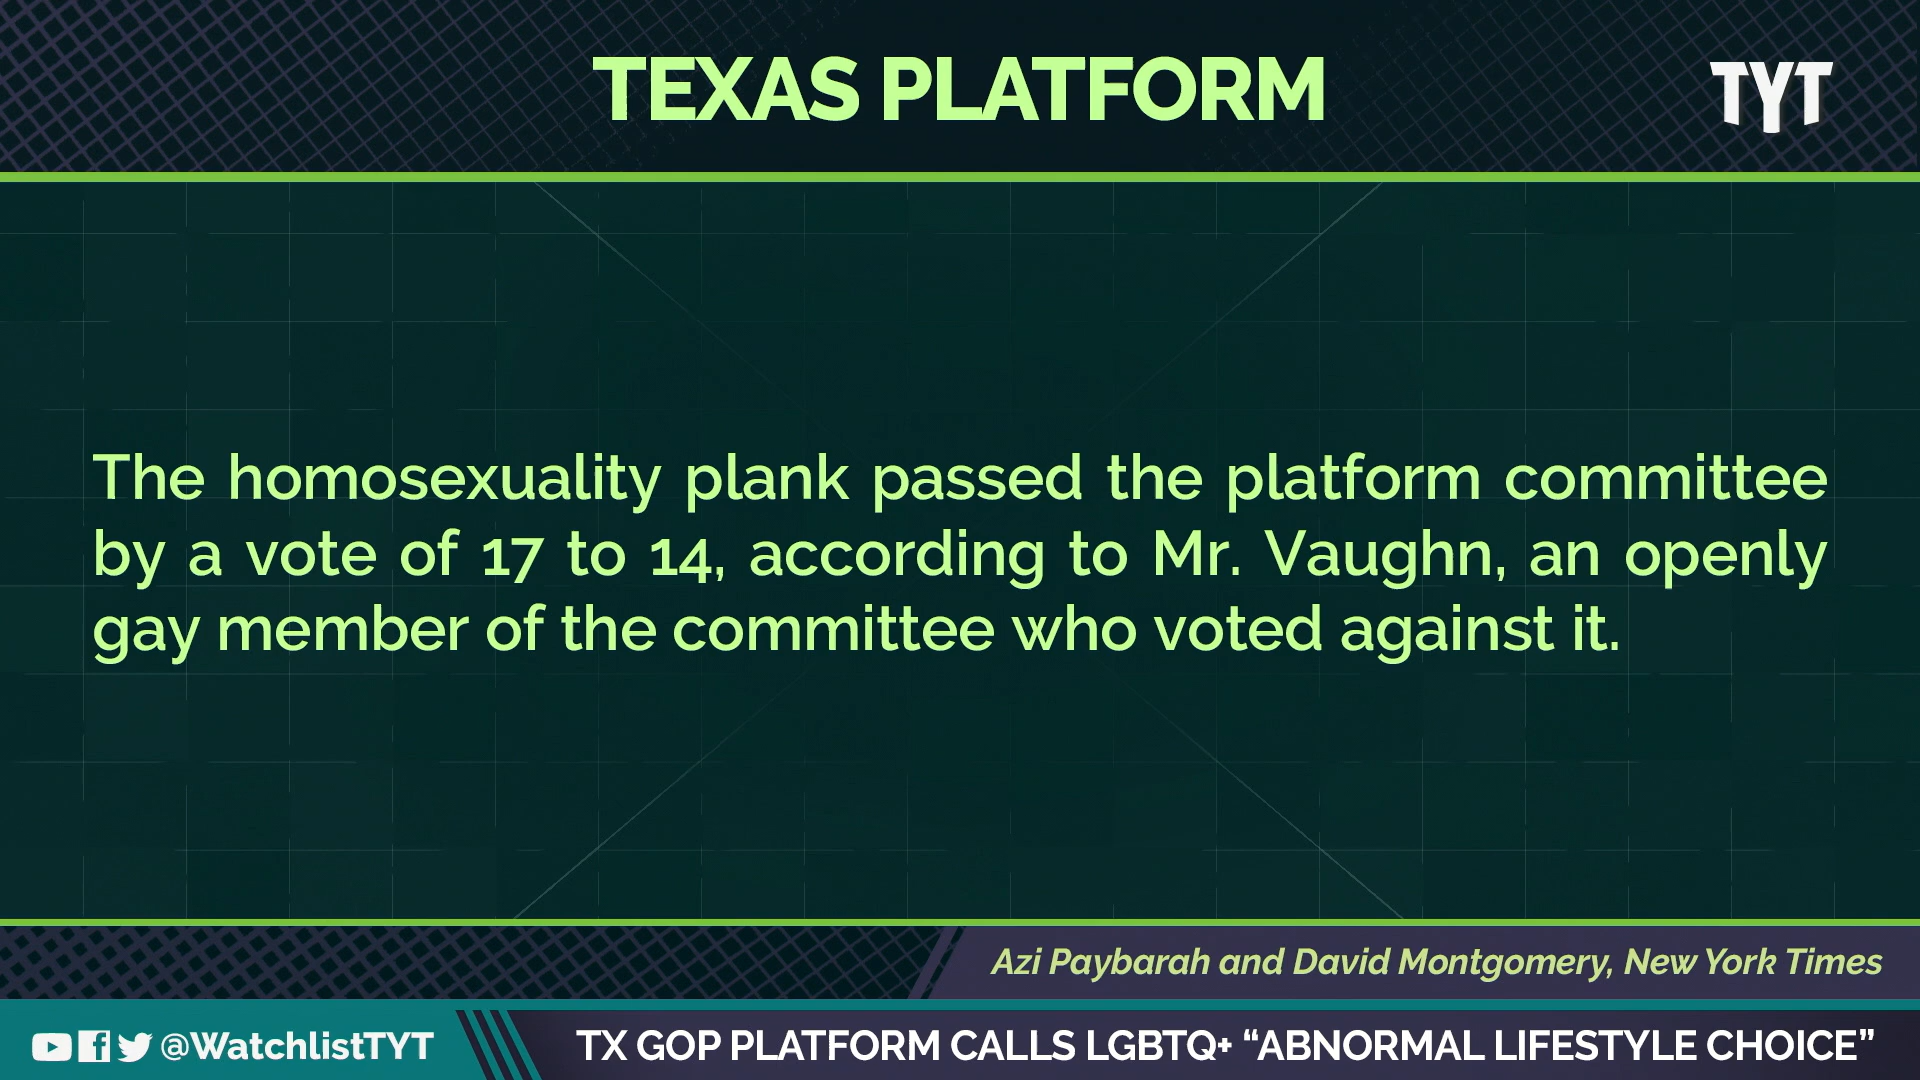 TEXAS PLATFORM
TYT
The homosexuality plank passed the platform committee
by a vote of 17 to 14, according to Mr. Vaughn, an openly
gay member of the committee who voted against it.
Azi Paybarah and David Montgomery, New York Times
@WatchlistTYT
TX GOP PLATFORM CALLS LGBTQ+ “ABNORMAL LIFESTYLE CHOICE”